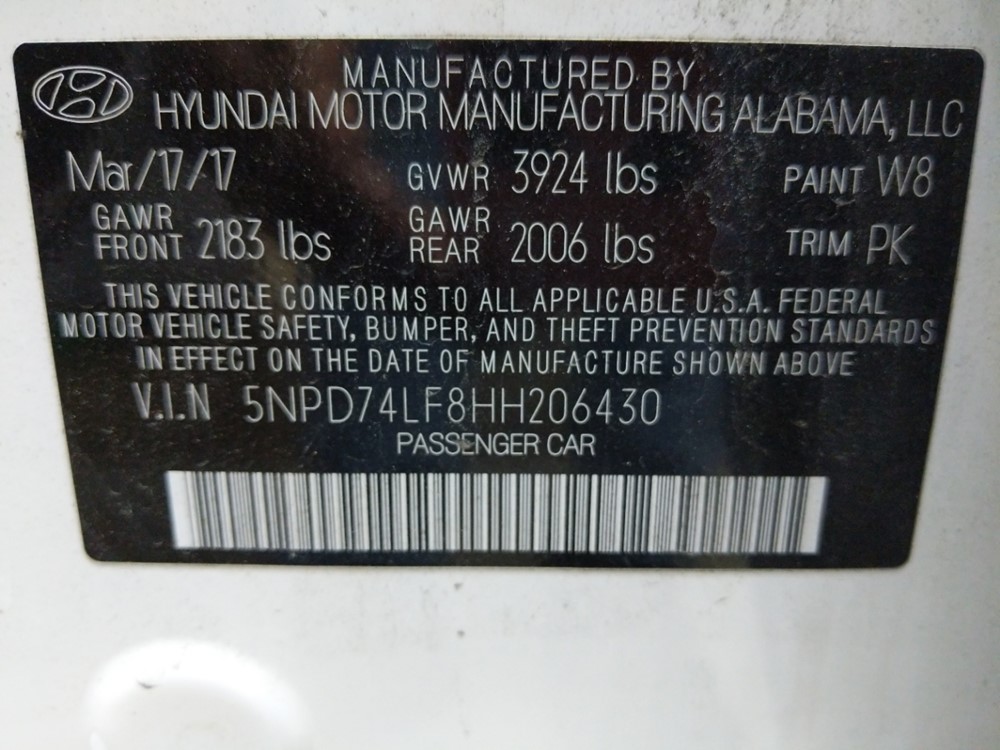 MANUFACTURED BY
HYUNDAI MOTOR MANUFACTURING ALABAMA, LLC
Mar/17/17 GVWR 3924 lbs PAINT W8
GAWR FRONT 2183 lbs GAWR REAR 2006 lbs TRIM PK
THIS VEHICLE CONFORMS TO ALL APPLICABLE U.S.A. FEDERAL
MOTOR VEHICLE SAFETY, BUMPER, AND THEFT PREVENTION STANDARDS
IN EFFECT ON THE DATE OF MANUFACTURE SHOWN ABOVE
V.I.N 5NPD74LF8HH206430
PASSENGER CAR